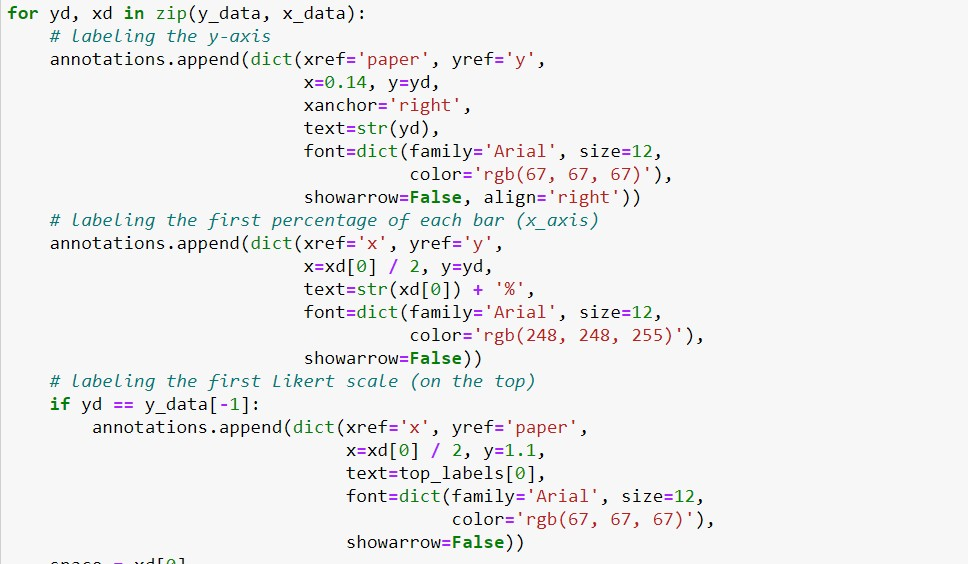 for yd, xd in zip(y_data, x_data):
    # labeling the y-axis
    annotations.append(dict(xref='paper', yref='y',
                            x=0.14, y=yd,
                            xanchor='right',
                            text=str(yd),
                            font=dict(family='Arial', size=12,
                                      color='rgb(67, 67, 67)'),
                            showarrow=False, align='right'))
    # labeling the first percentage of each bar (x_axis)
    annotations.append(dict(xref='x', yref='y',
                            x=xd[0] / 2, y=yd,
                            text=str(xd[0]) + '%',
                            font=dict(family='Arial', size=12,
                                      color='rgb(248, 248, 255)'),
                            showarrow=False))
    # labeling the first Likert scale (on the top)
    if yd == y_data[-1]:
        annotations.append(dict(xref='x', yref='paper',
                                x=xd[0] / 2, y=1.1,
                                text=top_labels[0],
                                font=dict(family='Arial', size=12,
                                          color='rgb(67, 67, 67)'),
                                showarrow=False))
    space = xd[0]